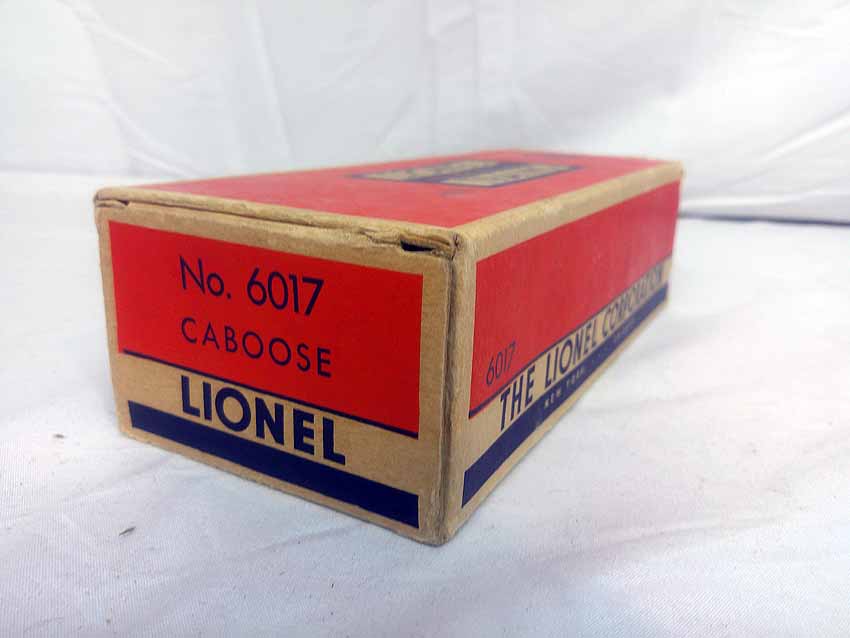 No. 6017
CABOOSE
LIONEL
6017
THE LIONEL CORPORATION
NEW YORK